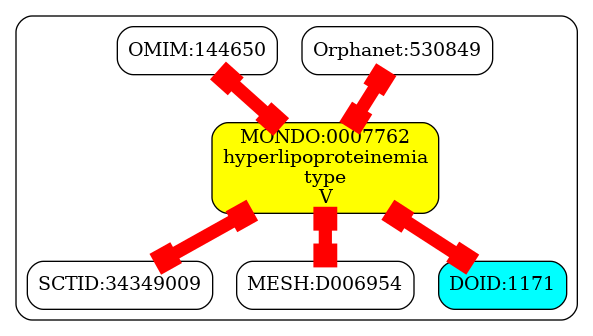 OMIM:144650
Orphanet:530849
MONDO:0007762
hyperlipoproteinemia
type
V
SCTID:34349009
MESH:D006954
DOID:1171